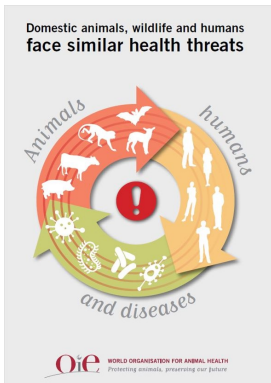 Domestic animals, wildlife and humans
face similar health threats
Animals
humans
!
and diseases
Oie
WORLD ORGANISATION FOR ANIMAL HEALTH
Protecting animals, preserving our future